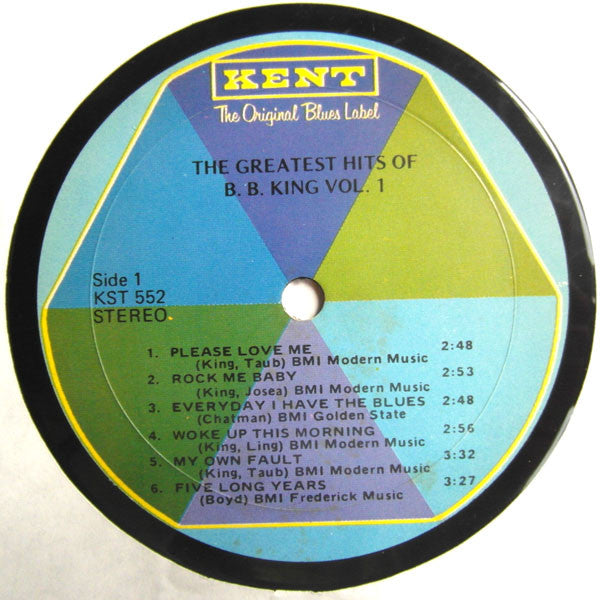 KENT
The Original Blues Label
THE GREATEST HITS OF
B. B. KING VOL. 1
Side 1
KST 552
STEREO
1. PLEASE LOVE ME 2:48
(King, Taub) BMI Modern Music
2. ROCK ME BABY 2:53
(King, Josea) BMI Modern Music
3. EVERYDAY I HAVE THE BLUES 2:48
(Chatman) BMI Golden State
4. WOKE UP THIS MORNING 2:56
(King, Ling) BMI Modern Music
5. MY OWN FAULT 3:32
(King, Taub) BMI Modern Music
6. FIVE LONG YEARS 3:27
(Boyd) BMI Frederick Music